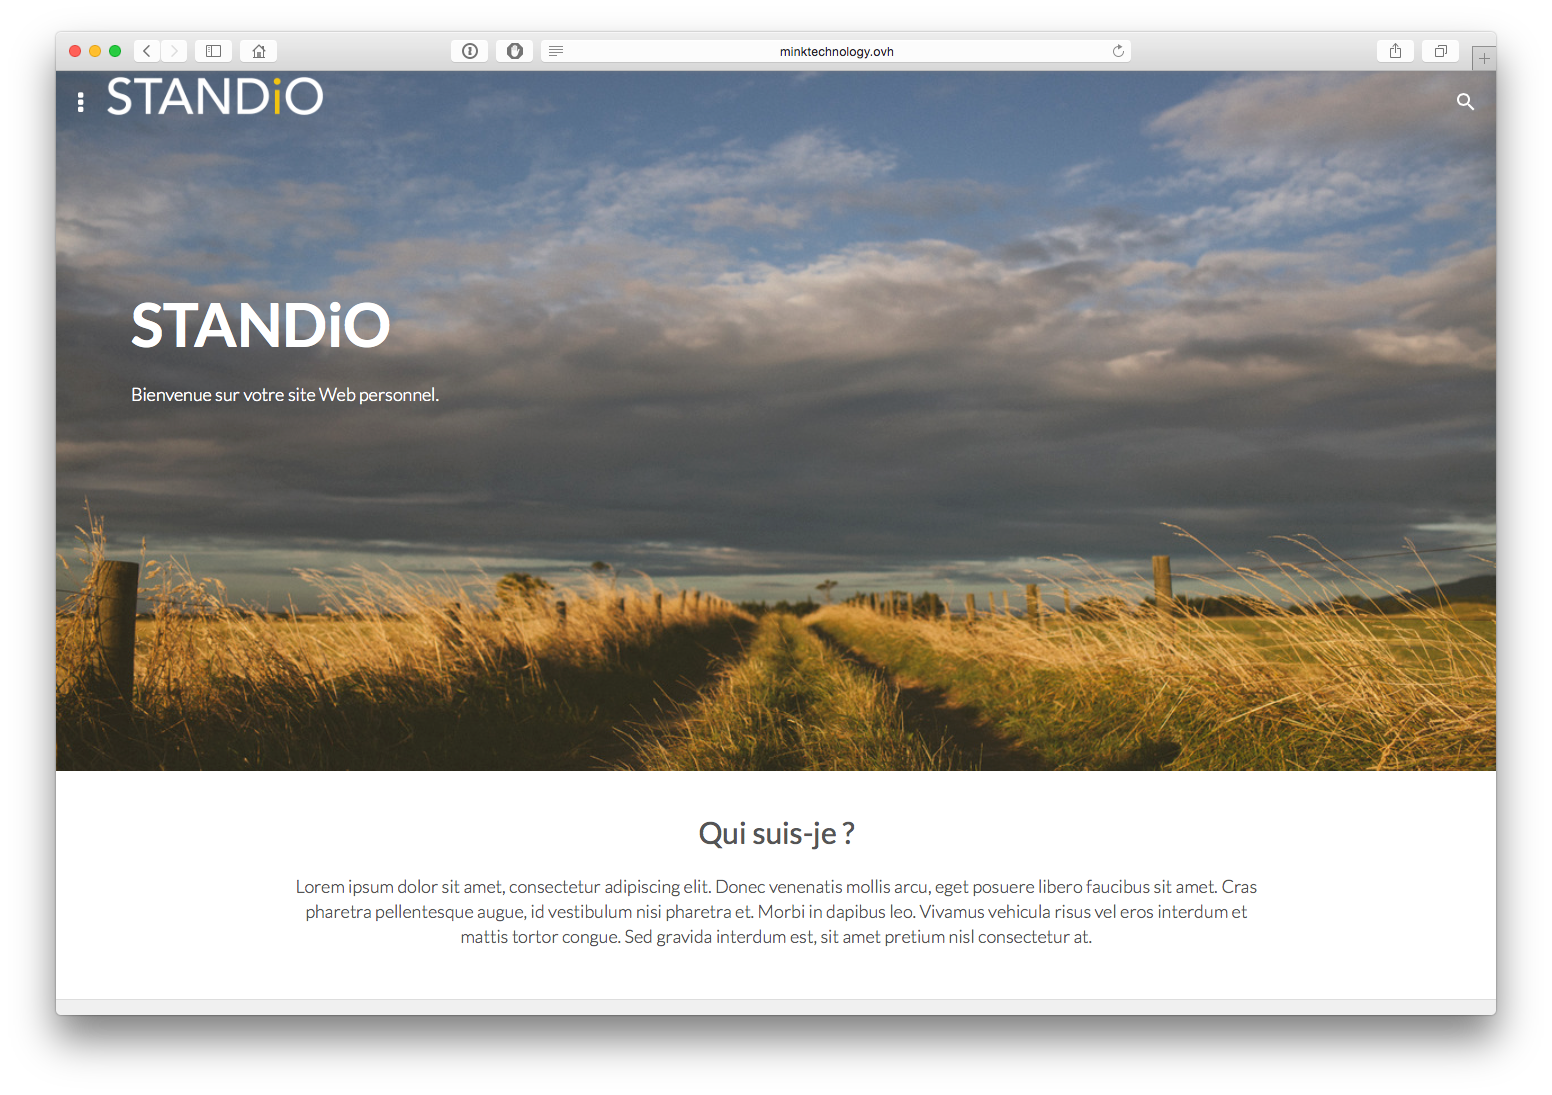 minktechnology.ovh
STANDiO
STANDiO
Bienvenue sur votre site Web personnel.
Qui suis-je ?
Lorem ipsum dolor sit amet, consectetur adipiscing elit. Donec venenatis mollis arcu, eget posuere libero faucibus sit amet. Cras
pharetra pellentesque augue, id vestibulum nisi pharetra et. Morbi in dapibus leo. Vivamus vehicula risus vel eros interdum et
mattis tortor congue. Sed gravida interdum est, sit amet pretium nisl consectetur at.